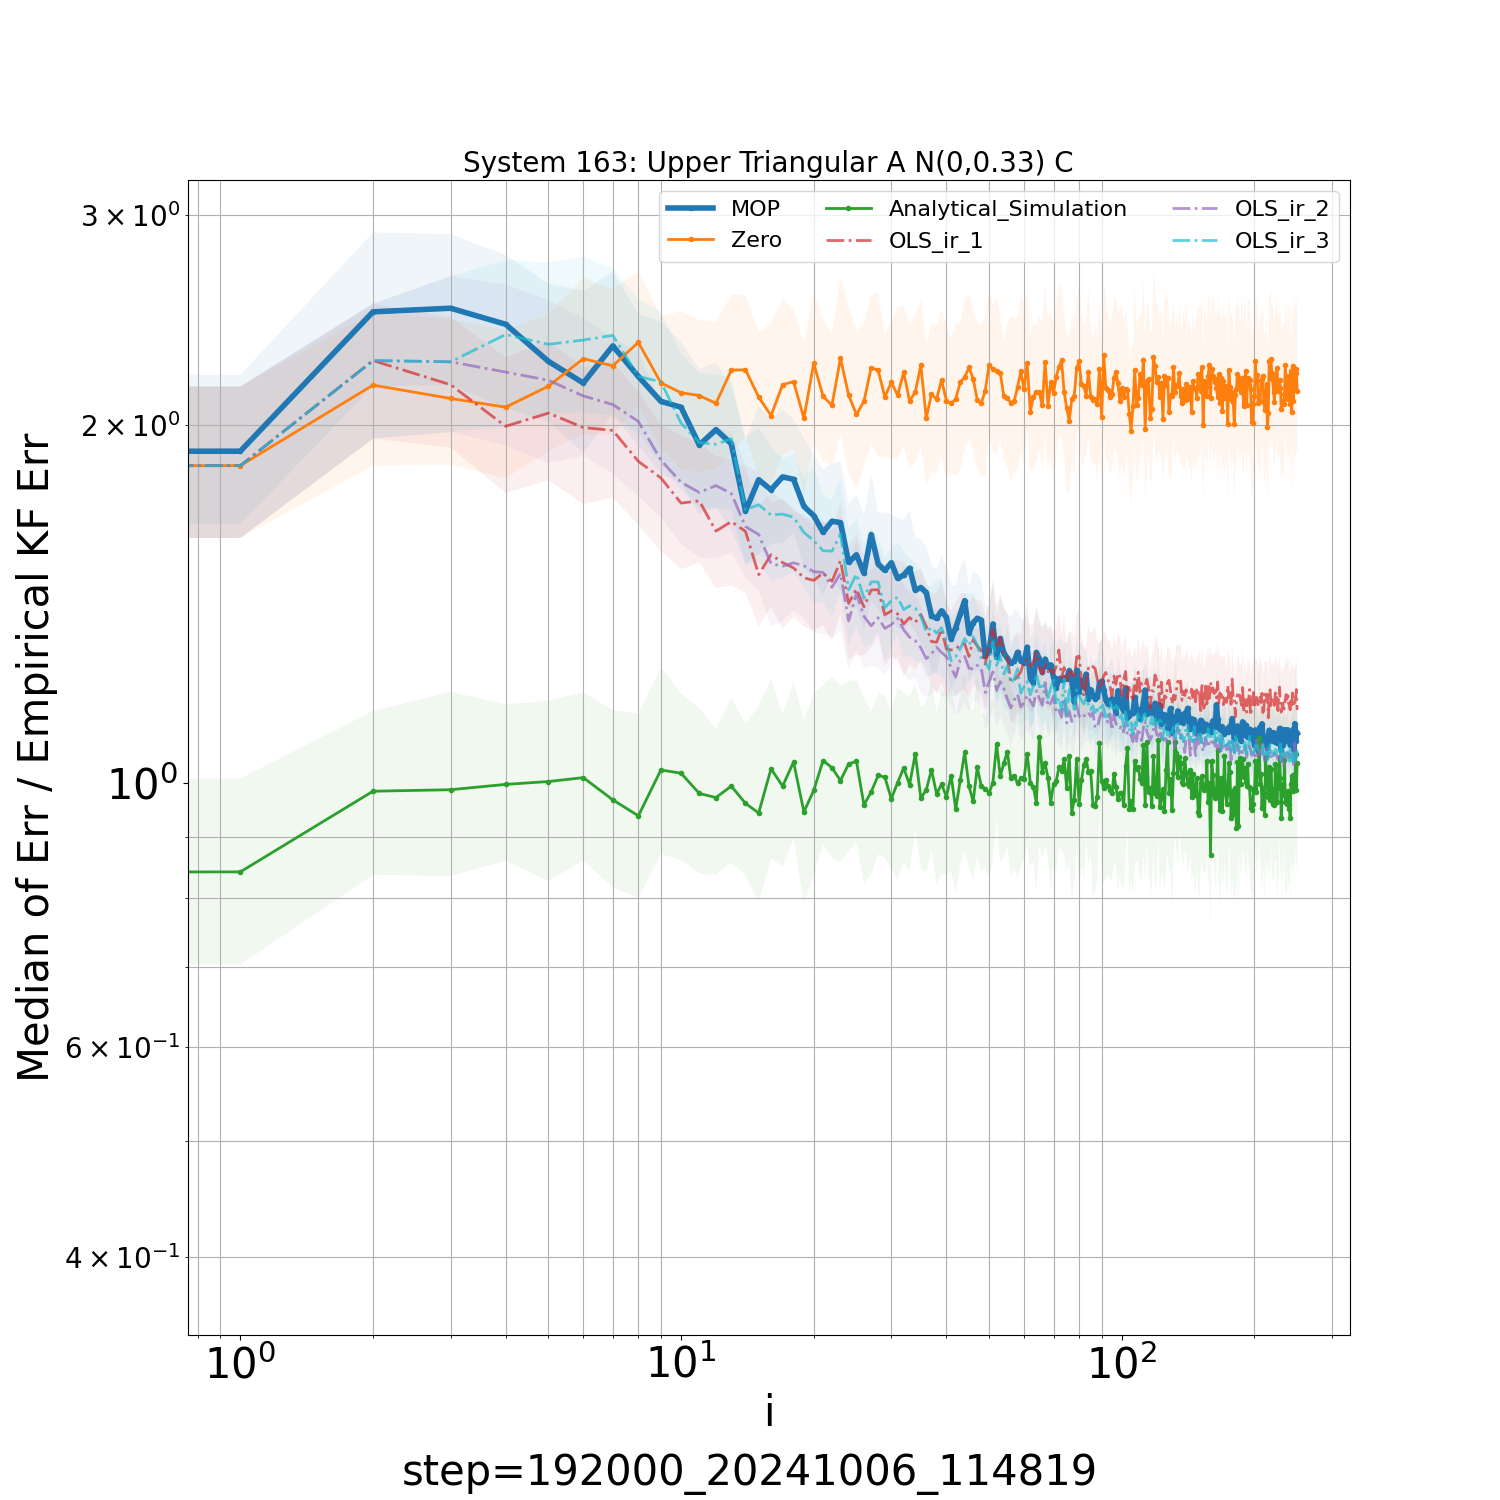 System 163: Upper Triangular A N(0,0.33) C
MOP
Zero
Analytical_Simulation
OLS_ir_1
OLS_ir_2
OLS_ir_3
Median of Err / Empirical KF Err
3 × 10⁰
2 × 10⁰
10⁰
6 × 10⁻¹
4 × 10⁻¹
10⁰ 10¹ 10²
i
step=192000_20241006_114819